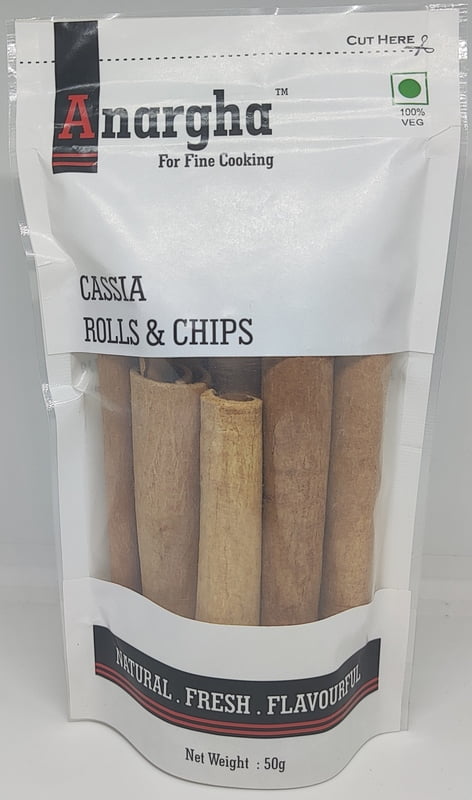 CUT HERE
Anargha™
For Fine Cooking
100%
VEG
CASSIA
ROLLS & CHIPS
NATURAL . FRESH . FLAVOURFUL
Net Weight : 50g